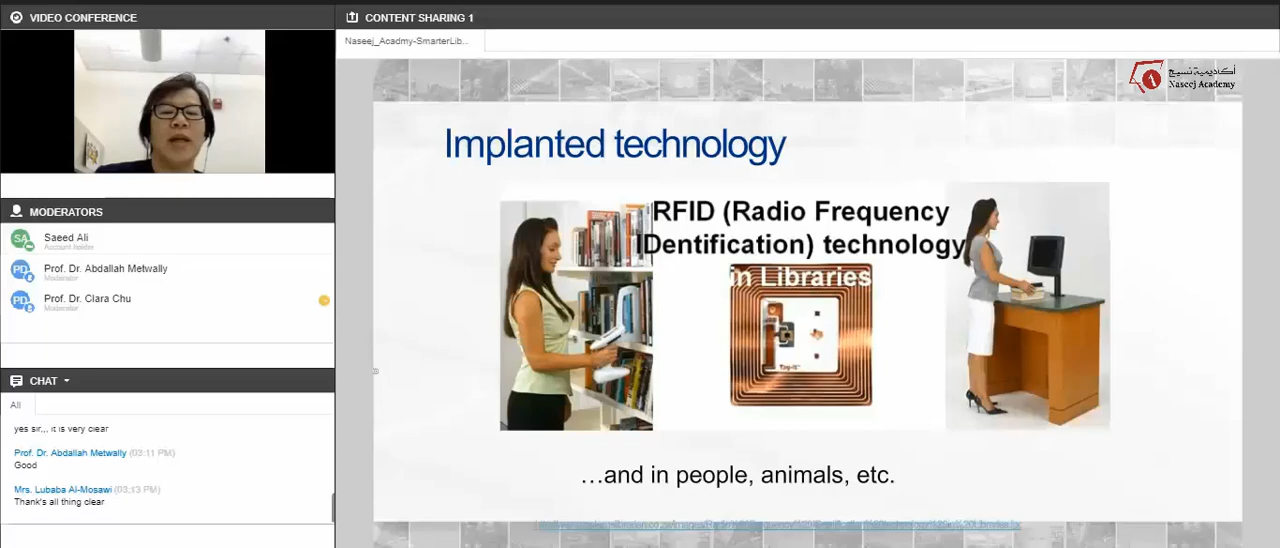 VIDEO CONFERENCE
MODERATORS
Saeed Ali
Account holder
Prof. Dr. Abdallah Metwally
Moderator
Prof. Dr. Clara Chu
Moderator
CHAT
All
yes sir,,, it is very clear
Prof. Dr. Abdallah Metwally (03:11 PM)
Good
Mrs. Lubaba Al-Mosawi (03:13 PM)
Thank's all thing clear
CONTENT SHARING 1
Naseej_Acadmy-SmarterLib...
أكاديمية نسيج
Naseej Academy
Implanted technology
RFID (Radio Frequency
IDentification) technology
in Libraries
Tag-it
…and in people, animals, etc.